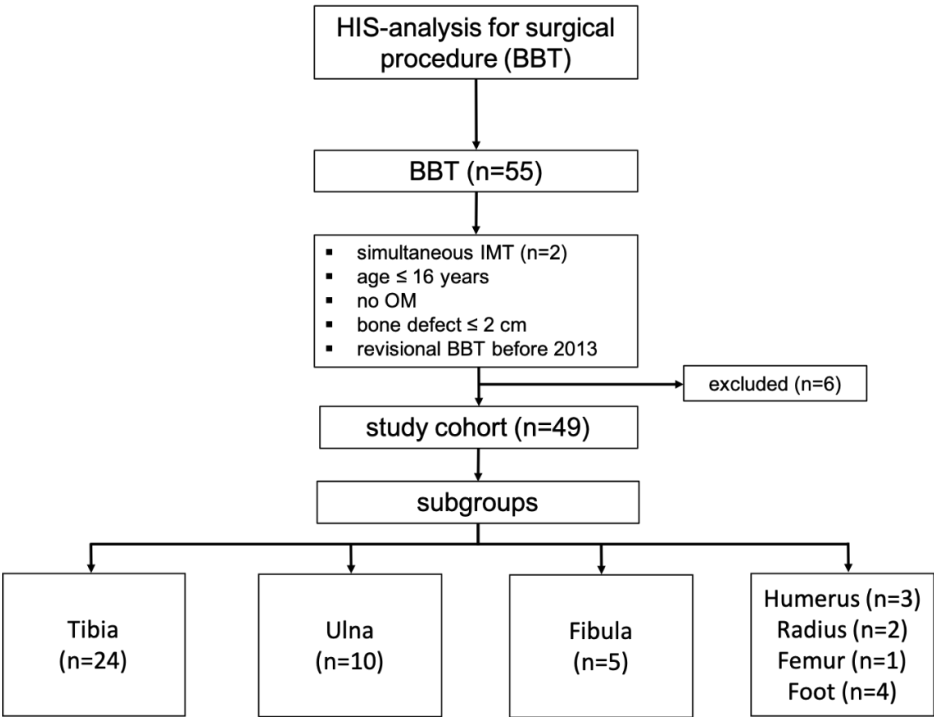 HIS-analysis for surgical
procedure (BBT)
BBT (n=55)
▪ simultaneous IMT (n=2)
▪ age ≤ 16 years
▪ no OM
▪ bone defect ≤ 2 cm
▪ revisional BBT before 2013
excluded (n=6)
study cohort (n=49)
subgroups
Tibia
(n=24)
Ulna
(n=10)
Fibula
(n=5)
Humerus (n=3)
Radius (n=2)
Femur (n=1)
Foot (n=4)